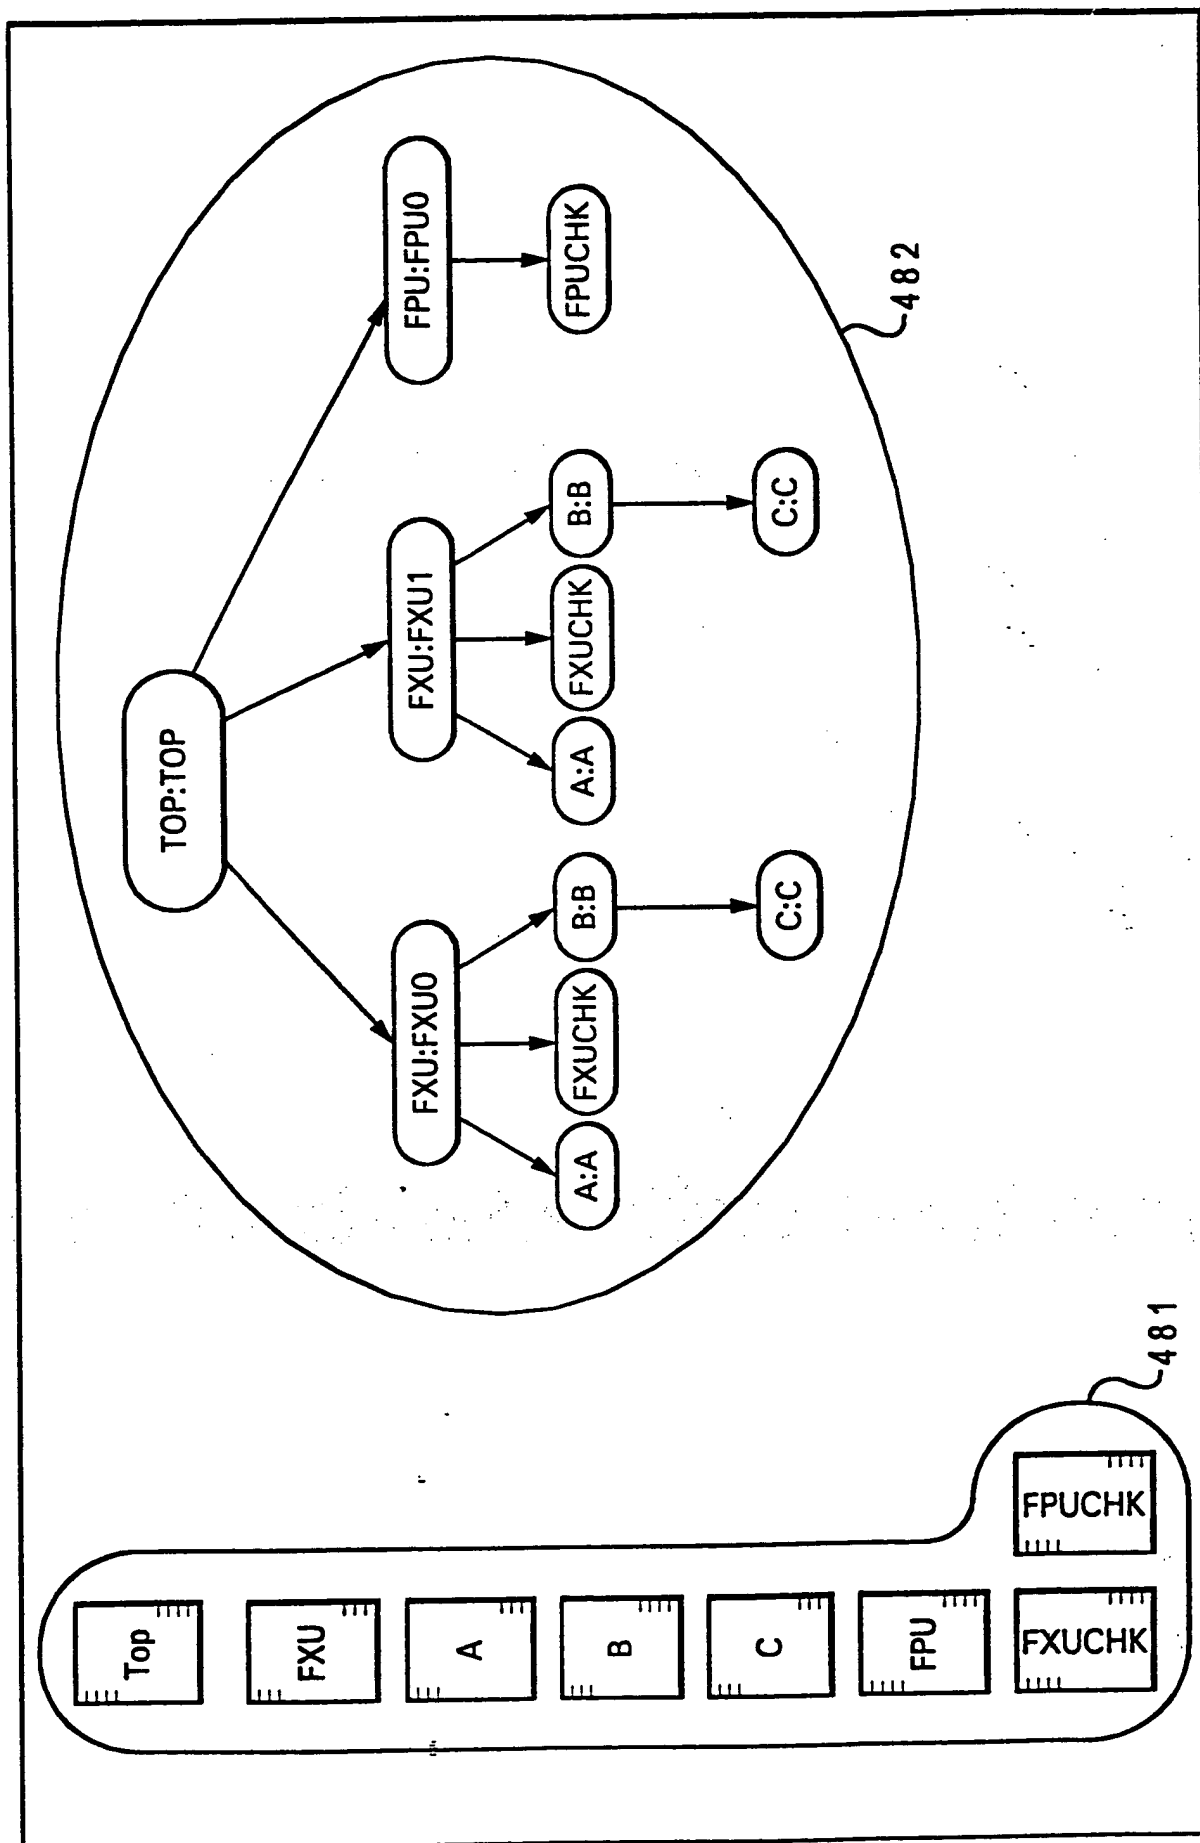 Top
FXU
A
B
C
FPU
FXUCHK
FPUCHK
481
TOP:TOP
FXU:FXU0
FXU:FXU1
FPU:FPU0
A:A
FXUCHK
B:B
A:A
FXUCHK
B:B
FPUCHK
C:C
C:C
482